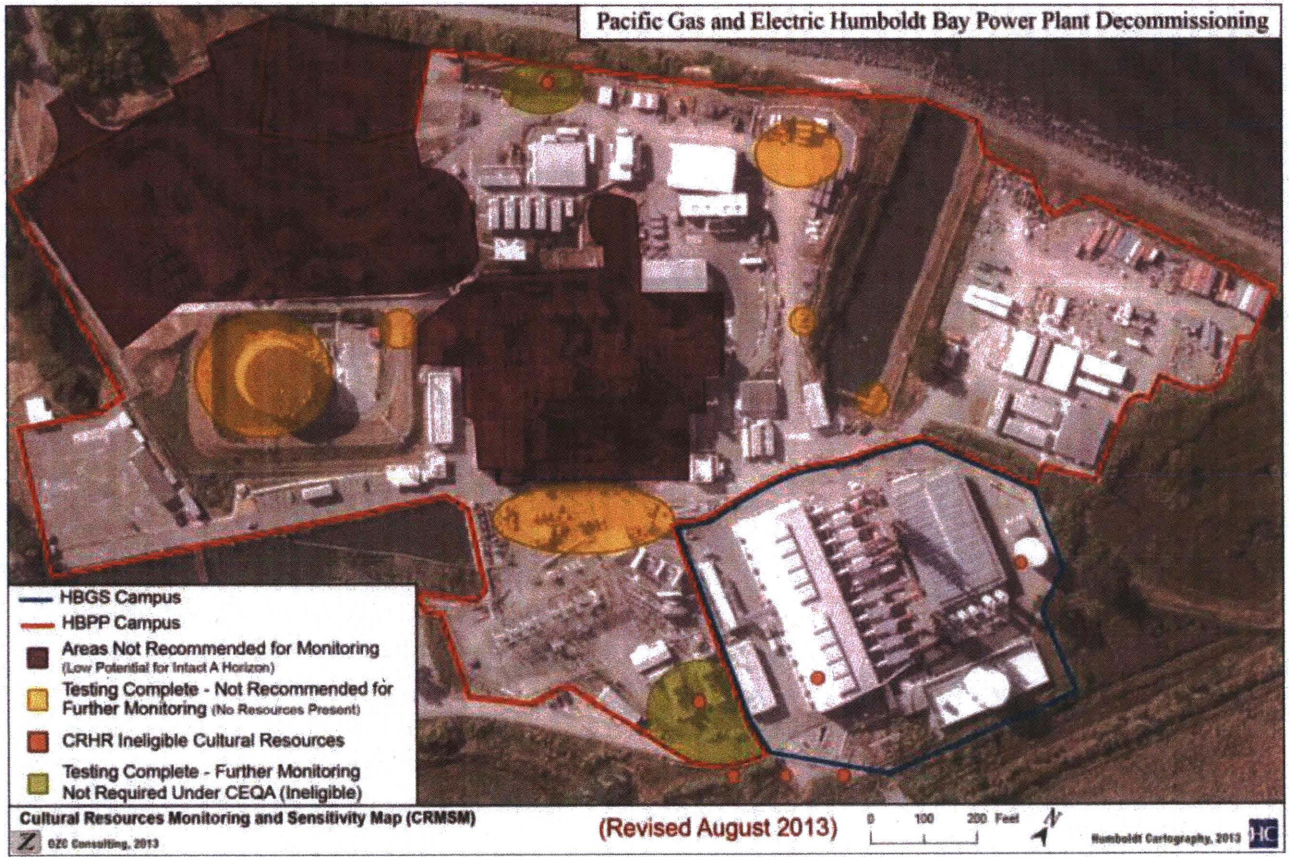 Pacific Gas and Electric Humboldt Bay Power Plant Decommissioning
HBGS Campus
HBPP Campus
Areas Not Recommended for Monitoring
(Low Potential for Intact A Horizon)
Testing Complete - Not Recommended for
Further Monitoring (No Resources Present)
CRHR Ineligible Cultural Resources
Testing Complete - Further Monitoring
Not Required Under CEQA (Ineligible)
Cultural Resources Monitoring and Sensitivity Map (CRMSM)
Z DZC Consulting, 2013
(Revised August 2013)
0 100 200 Feet
N
Humboldt Cartography, 2013 HC